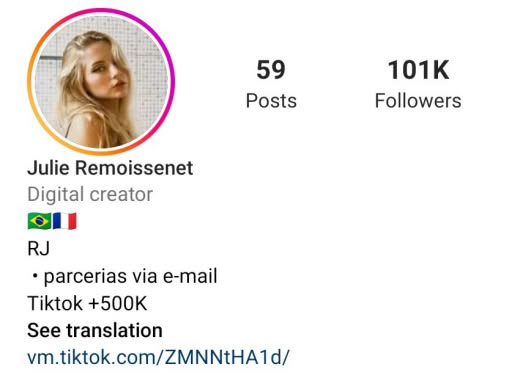 59 101K
Posts Followers
Julie Remoissenet
Digital creator
🇧🇷🇫🇷
RJ
• parcerias via e-mail
Tiktok +500K
See translation
vm.tiktok.com/ZMNNtHA1d/